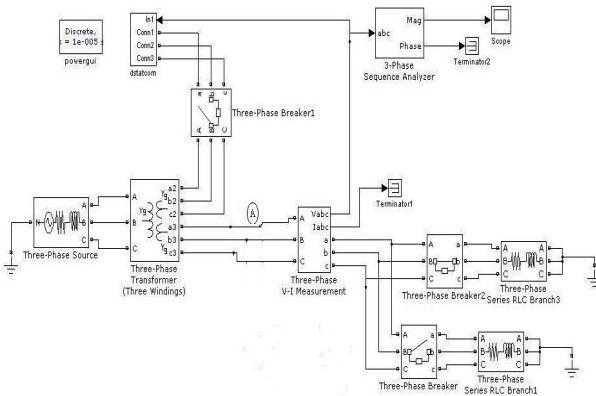 Discrete,
s = 1e-005 s
powergui
In1
Conn1
Conn2
Conn3
dstatcom
abc
Mag
Phase
3-Phase
Sequence Analyzer
Scope
Terminator2
a
b
c
A
B
C
Three-Phase Breaker1
N
A
B
C
Three-Phase Source
A
B
C
Yg
Yg
Yg
a2
b2
c2
a3
b3
c3
Three-Phase
Transformer
(Three Windings)
A
A
B
C
Vabc
Iabc
a
b
c
Three-Phase
V-I Measurement
Terminator1
A
B
C
a
b
c
Three-Phase Breaker2
A
B
C
A
B
C
Three-Phase
Series RLC Branch3
A
B
C
a
b
c
Three-Phase Breaker
A
B
C
A
B
C
Three-Phase
Series RLC Branch1